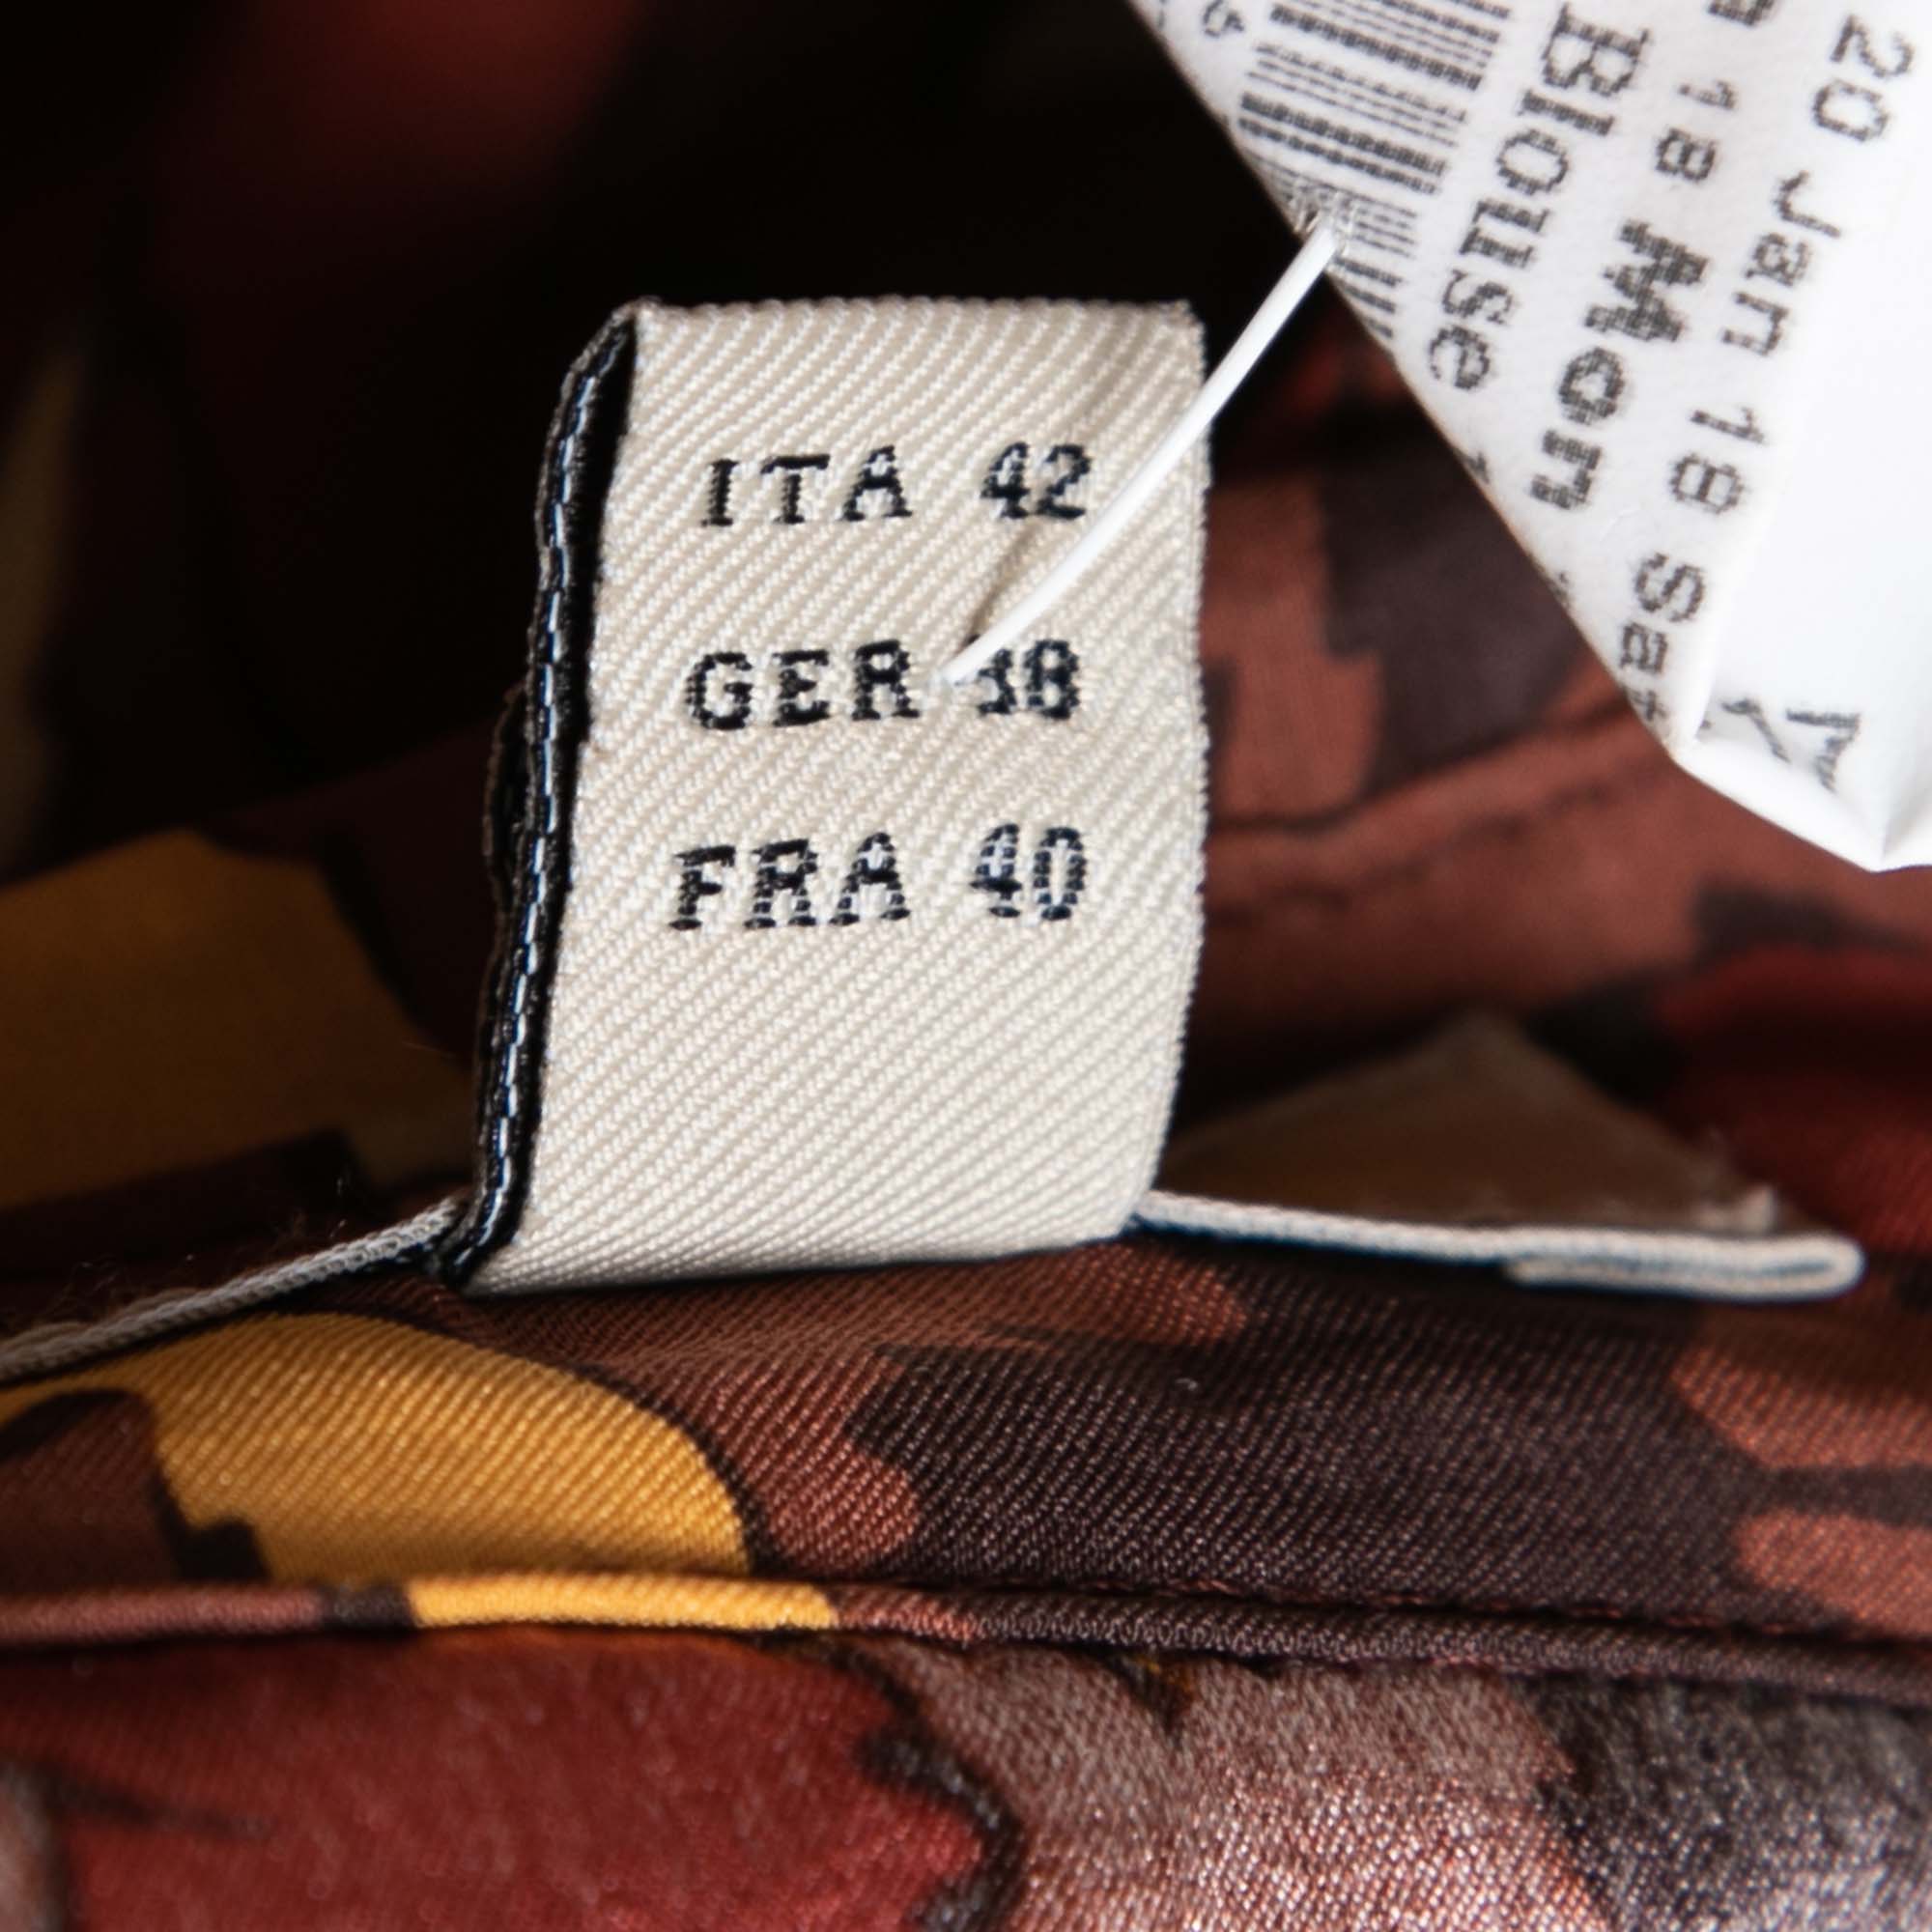 ITA 42
GER 38
FRA 40
Blouse
18 Mon
20 Jan 18 Sat